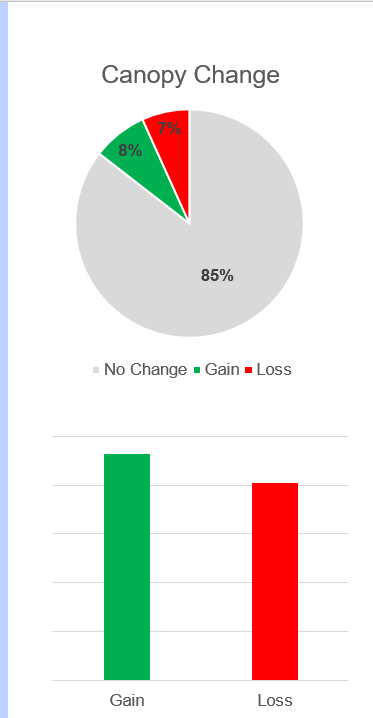 Canopy Change
7%
8%
85%
No Change Gain Loss
Gain Loss